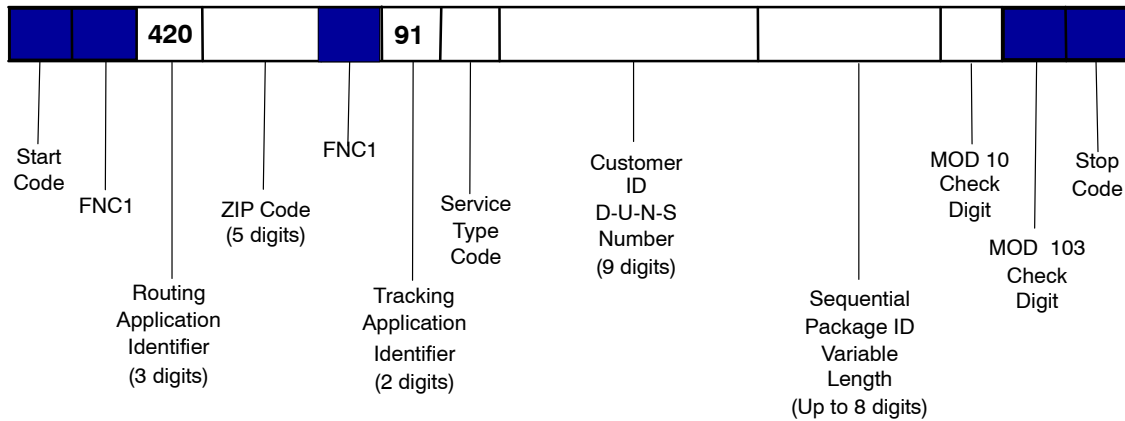 420
91
Start
Code
FNC1
Routing
Application
Identifier
(3 digits)
ZIP Code
(5 digits)
FNC1
Tracking
Application
Identifier
(2 digits)
Service
Type
Code
Customer
ID
D-U-N-S
Number
(9 digits)
Sequential
Package ID
Variable
Length
(Up to 8 digits)
MOD 10
Check
Digit
MOD 103
Check
Digit
Stop
Code